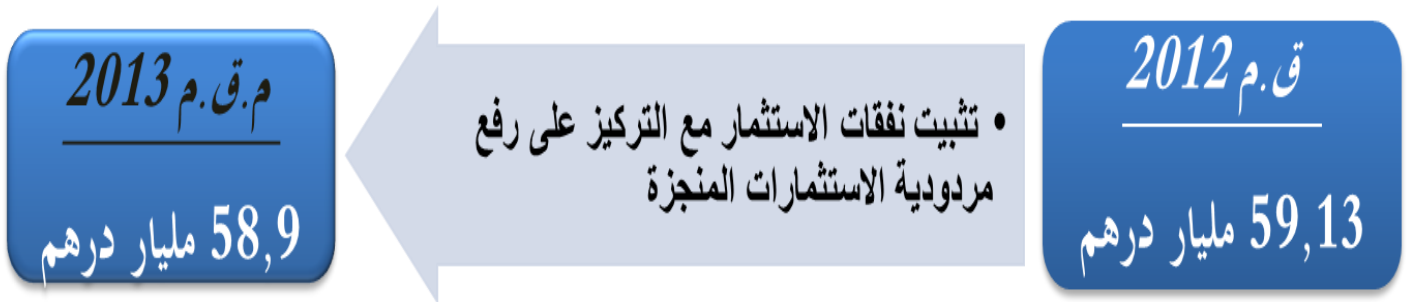 ق.م 2012
59,13 مليار درهم
• تثبيت نفقات الاستثمار مع التركيز على رفع
مردودية الاستثمارات المنجزة
م.ق.م 2013
58,9 مليار درهم